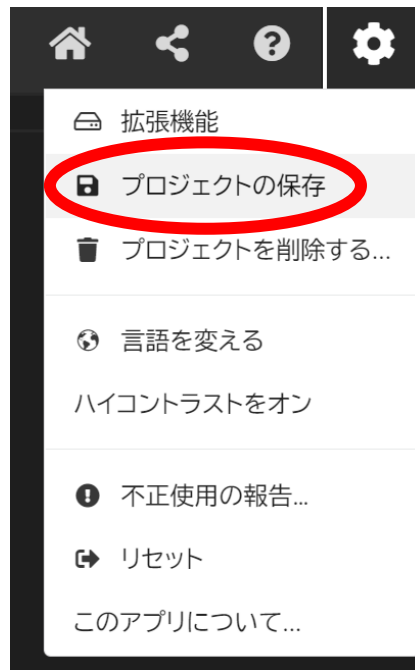 拡張機能
プロジェクトの保存
プロジェクトを削除する...
言語を変える
ハイコントラストをオン
不正使用の報告...
リセット
このアプリについて...